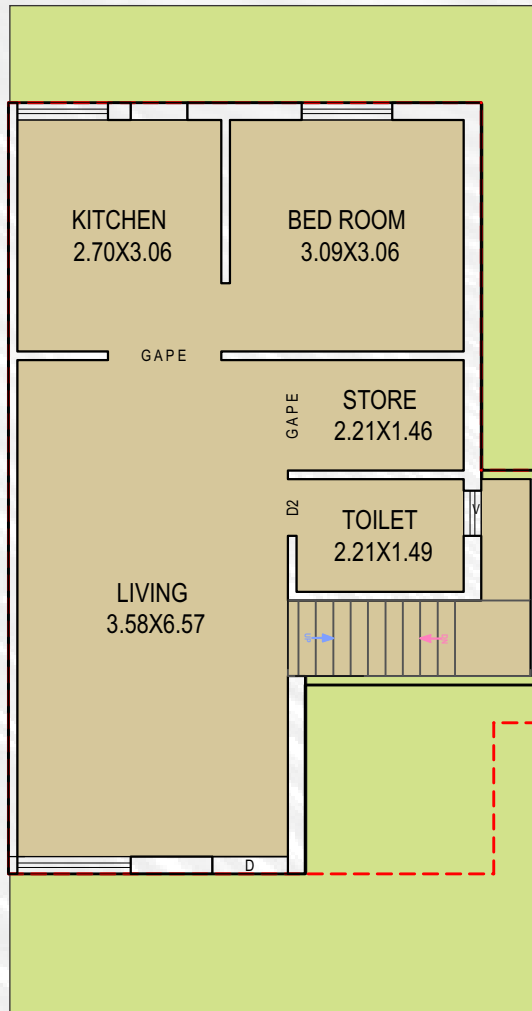 KITCHEN
2.70X3.06
BED ROOM
3.09X3.06
GAPE
GAPE
STORE
2.21X1.46
D2
TOILET
2.21X1.49
V
LIVING
3.58X6.57
D